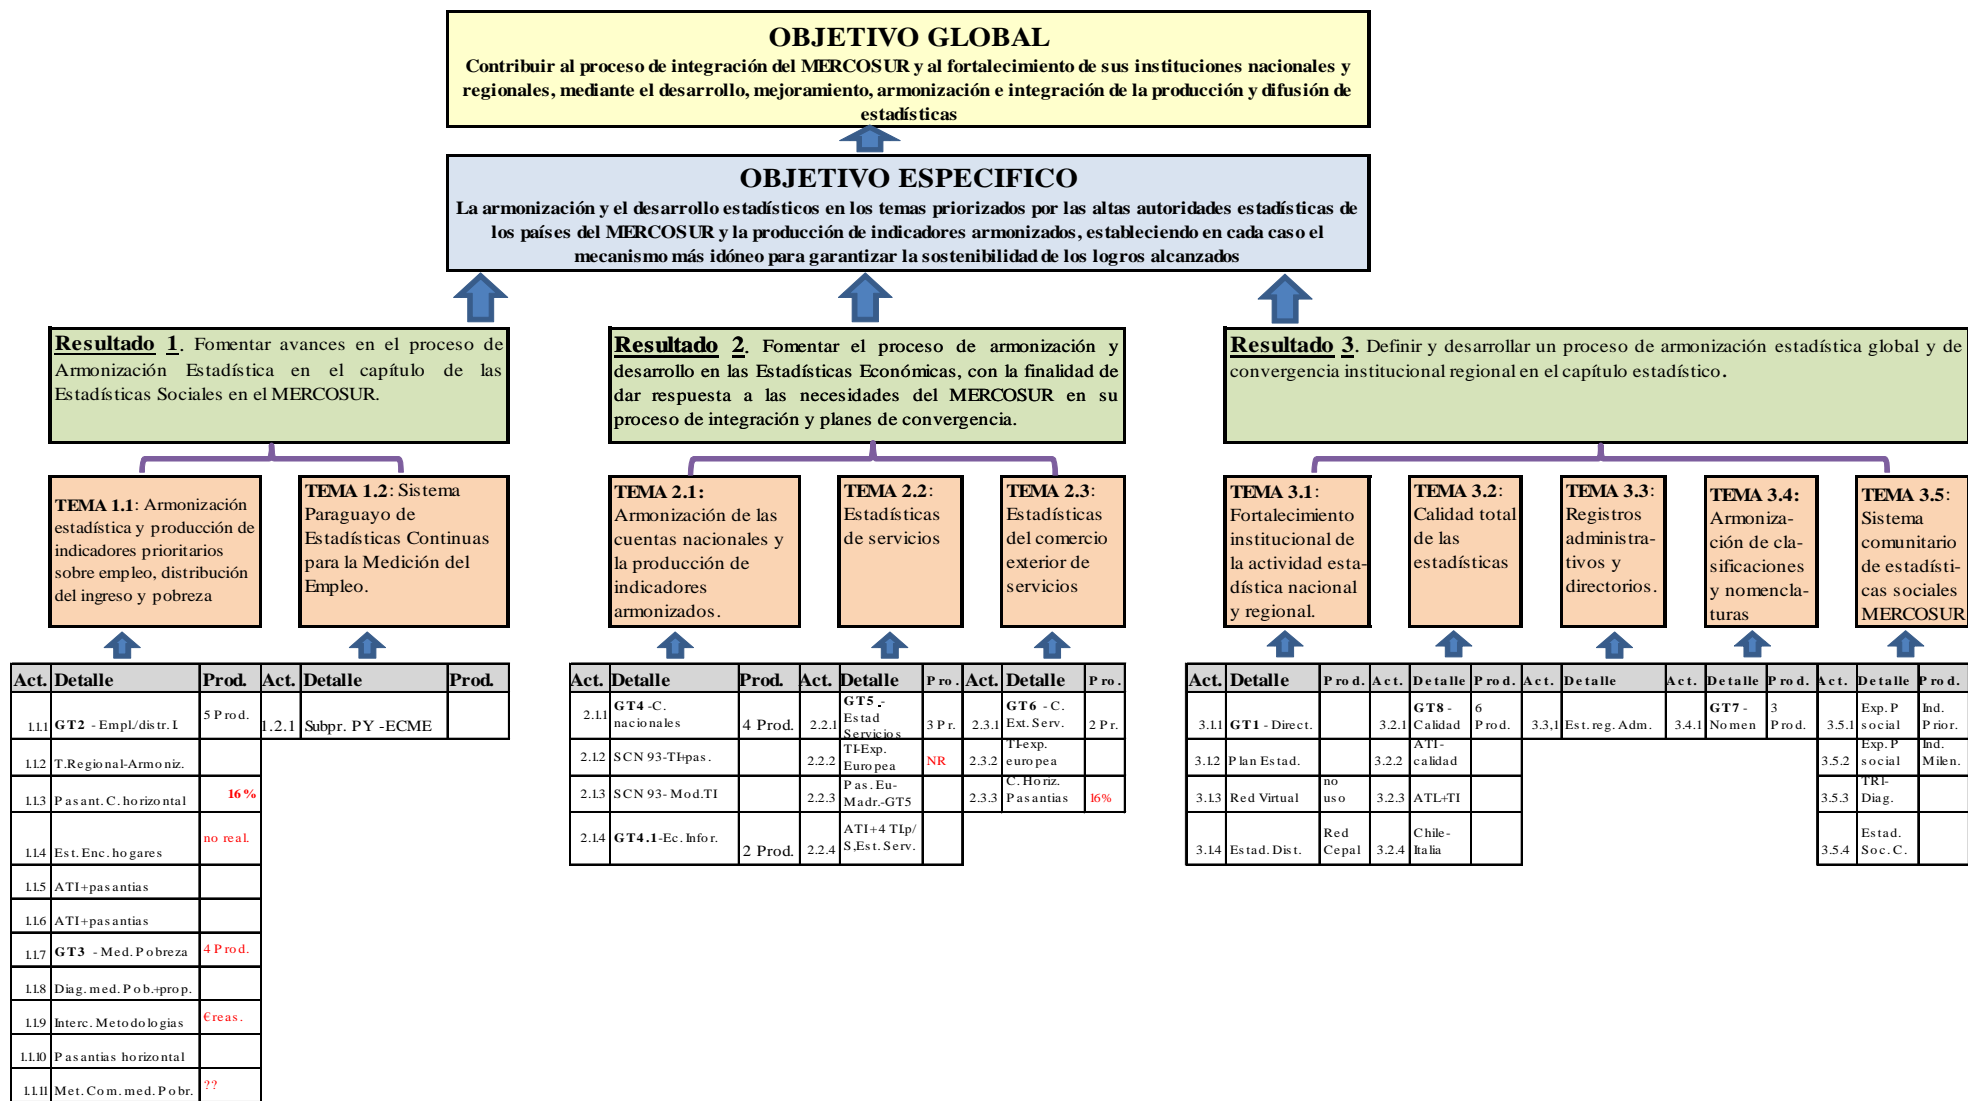 OBJETIVO GLOBAL
Contribuir al proceso de integración del MERCOSUR y al fortalecimiento de sus instituciones nacionales y
regionales, mediante el desarrollo, mejoramiento, armonización e integración de la producción y difusión de
estadísticas
OBJETIVO ESPECIFICO
La armonización y el desarrollo estadísticos en los temas priorizados por las altas autoridades estadísticas de
los países del MERCOSUR y la producción de indicadores armonizados, estableciendo en cada caso el
mecanismo más idóneo para garantizar la sostenibilidad de los logros alcanzados
Resultado 1. Fomentar avances en el proceso de
Armonización Estadística en el capítulo de las
Estadísticas Sociales en el MERCOSUR.
Resultado 2. Fomentar el proceso de armonización y
desarrollo en las Estadísticas Económicas, con la finalidad de
dar respuesta a las necesidades del MERCOSUR en su
proceso de integración y planes de convergencia.
Resultado 3. Definir y desarrollar un proceso de armonización estadística global y de
convergencia institucional regional en el capítulo estadístico.
TEMA 1.1: Armonización
estadística y producción de
indicadores prioritarios
sobre empleo, distribución
del ingreso y pobreza
TEMA 1.2: Sistema
Paraguayo de
Estadísticas Continuas
para la Medición del
Empleo.
TEMA 2.1:
Armonización de las
cuentas nacionales y
la producción de
indicadores
armonizados.
TEMA 2.2:
Estadísticas
de servicios
TEMA 2.3:
Estadísticas
del comercio
exterior de
servicios
TEMA 3.1:
Fortalecimiento
institucional de
la actividad esta-
dística nacional
y regional.
TEMA 3.2:
Calidad total
de las
estadísticas
TEMA 3.3:
Registros
administra-
tivos y
directorios.
TEMA 3.4:
Armoniza-
ción de cla-
sificaciones
y nomencla-
turas
TEMA 3.5:
Sistema
comunitario
de estadísti-
cas sociales
MERCOSUR
Act. Detalle Prod. Act. Detalle Prod.
1.1.1 GT2 - Empl./distr. I. 5 Prod. 1.2.1 Subpr. PY -ECME
1.1.2 T.Regional-Armoniz.
1.1.3 Pasant. C. horizontal 16%
1.1.4 Est. Enc. hogares no real.
1.1.5 ATI+pasantias
1.1.6 ATI+pasantias
1.1.7 GT3 - Med. Pobreza 4 Prod.
1.1.8 Diag. med. Pob.+prop.
1.1.9 Interc. Metodologias €reas.
1.1.10 Pasantias horizontal
1.1.11 Met. Com. med. Pobr. ??
Act. Detalle Prod. Act. Detalle Pro. Act. Detalle Pro.
2.1.1 GT4 -C. nacionales 4 Prod. 2.2.1 GT5 - Estad Servicios 3 Pr. 2.3.1 GT6 - C. Ext. Serv. 2 Pr.
2.1.2 SCN 93-TI+pas. 2.2.2 TI-Exp. Europea NR 2.3.2 TI-exp. europea
2.1.3 SCN 93- Mod.TI 2.2.3 Pas. Eu- Madr.-GT5 2.3.3 C. Horiz. Pasantias 16%
2.1.4 GT4.1-Ec. Infor. 2 Prod. 2.2.4 ATI+4 TI.p/ S,Est. Serv.
Act. Detalle Prod. Act. Detalle Prod. Act. Detalle Act. Detalle Prod. Act. Detalle Prod.
3.1.1 GT1 - Direct. 3.2.1 GT8 - Calidad 6 Prod. 3.3,1 Est. reg. Adm. 3.4.1 GT7 - Nomen 3 Prod. 3.5.1 Exp. P social Ind. Prior.
3.1.2 Plan Estad. 3.2.2 ATI- calidad 3.5.2 Exp. P social Ind. Milen.
3.1.3 Red Virtual no uso 3.2.3 ATL+TI 3.5.3 TRI- Diag.
3.1.4 Estad. Dist. Red Cepal 3.2.4 Chile- Italia 3.5.4 Estad. Soc. C.